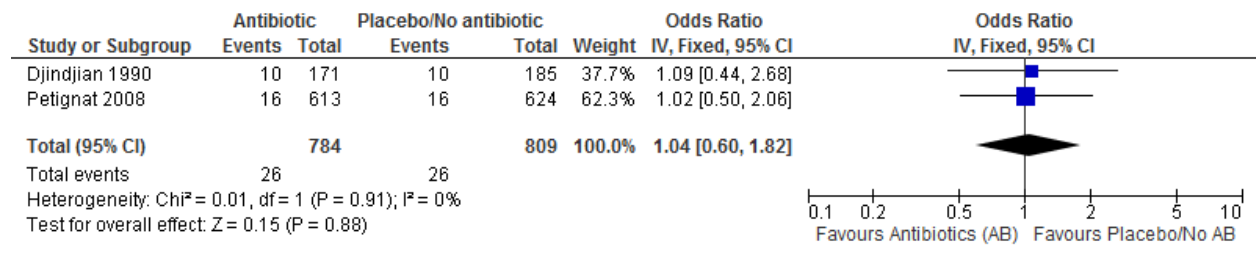 Antibiotic Placebo/No antibiotic Odds Ratio Odds Ratio
Study or Subgroup Events Total Events Total Weight IV, Fixed, 95% CI IV, Fixed, 95% CI
Djindjian 1990 10 171 10 185 37.7% 1.09 [0.44, 2.68]
Petignat 2008 16 613 16 624 62.3% 1.02 [0.50, 2.06]
Total (95% CI) 784 809 100.0% 1.04 [0.60, 1.82]
Total events 26 26
Heterogeneity: Chi² = 0.01, df = 1 (P = 0.91); I² = 0%
Test for overall effect: Z = 0.15 (P = 0.88)
0.1 0.2 0.5 1 2 5 10
Favours Antibiotics (AB) Favours Placebo/No AB